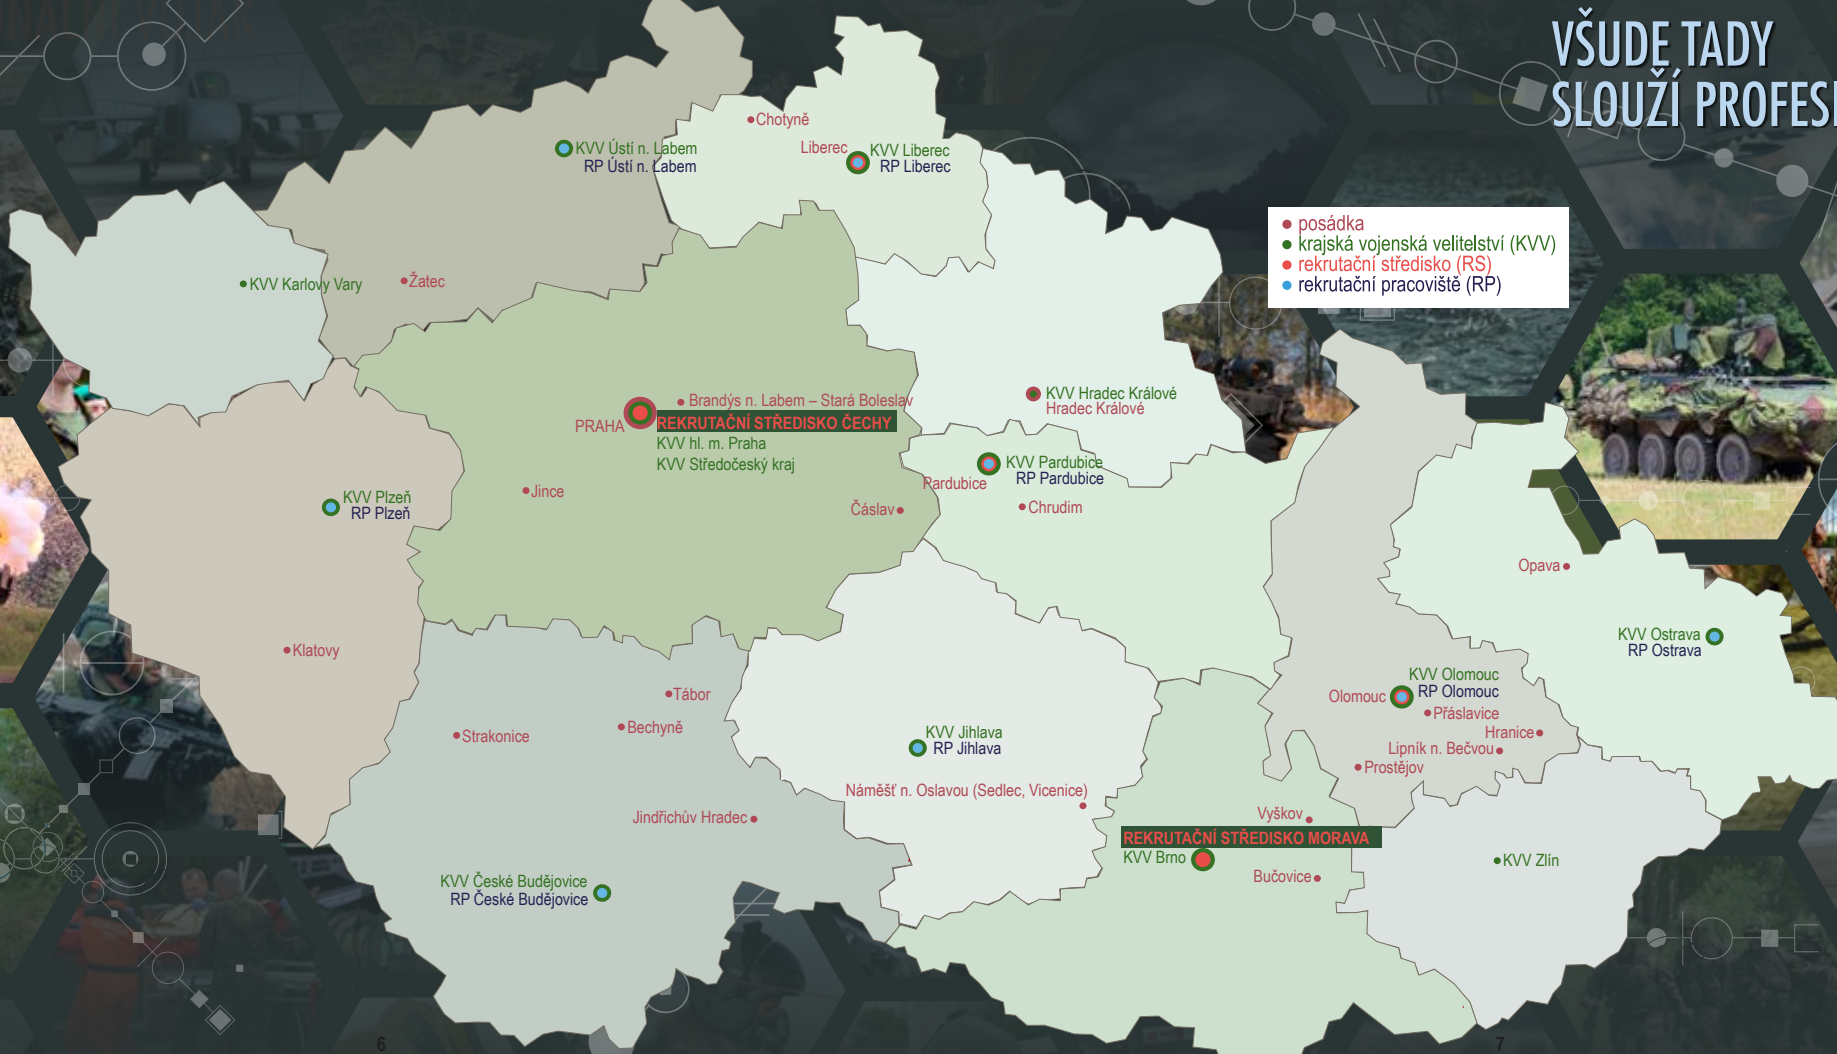 VŠUDE TADY
SLOUŽÍ PROFES
posádka
krajská vojenská velitelství (KVV)
rekrutační středisko (RS)
rekrutační pracoviště (RP)
Chotyně
KVV Ústí n. Labem
RP Ústí n. Labem
Liberec
KVV Liberec
RP Liberec
KVV Karlovy Vary
Žatec
Brandýs n. Labem – Stará Boleslav
PRAHA
REKRUTAČNÍ STŘEDISKO ČECHY
KVV hl. m. Praha
KVV Středočeský kraj
KVV Hradec Králové
Hradec Králové
KVV Pardubice
RP Pardubice
Pardubice
Chrudim
Jince
Čáslav
KVV Plzeň
RP Plzeň
Klatovy
Opava
KVV Ostrava
RP Ostrava
Tábor
Bechyně
Strakonice
Jindřichův Hradec
KVV České Budějovice
RP České Budějovice
KVV Jihlava
RP Jihlava
Náměšť n. Oslavou (Sedlec, Vicenice)
KVV Olomouc
RP Olomouc
Olomouc
Přáslavice
Hranice
Lipník n. Bečvou
Prostějov
Vyškov
REKRUTAČNÍ STŘEDISKO MORAVA
KVV Brno
Bučovice
KVV Zlín
6
7